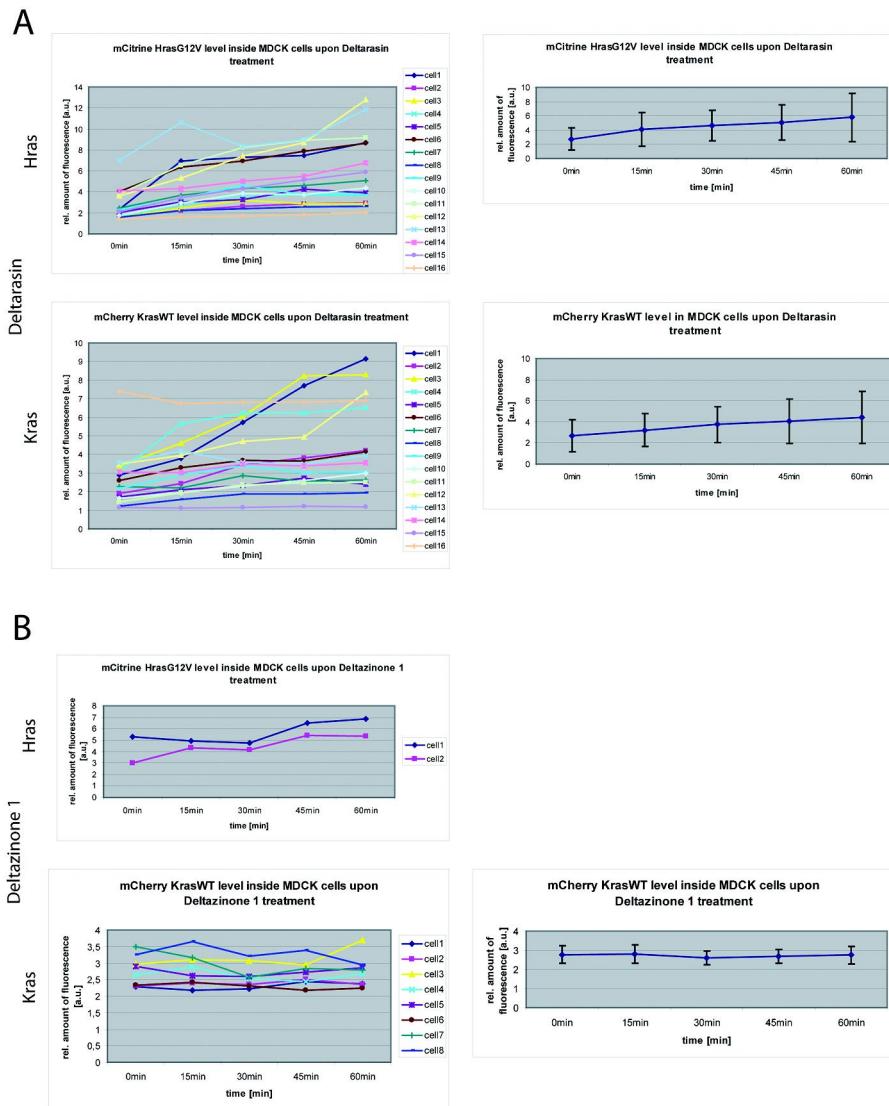 A
Deltarasin
Hras
mCitrine HrasG12V level inside MDCK cells upon Deltarasin
treatment
rel. amount of fluorescence
[a.u.]
14
12
10
8
6
4
2
0
0min 15min 30min 45min 60min
time [min]
cell1
cell2
cell3
cell4
cell5
cell6
cell7
cell8
cell9
cell10
cell11
cell12
cell13
cell14
cell15
cell16
mCitrine HrasG12V level inside MDCK cells upon Deltarasin
treatment
rel. amount of
fluorescence [a.u.]
10
8
6
4
2
0
0min 15min 30min 45min 60min
time [min]
Kras
mCherry KrasWT level inside MDCK cells upon Deltarasin treatment
rel. amount of fluorescence [a.u.]
10
9
8
7
6
5
4
3
2
1
0
0min 15min 30min 45min 60min
time [min]
cell1
cell2
cell3
cell4
cell5
cell6
cell7
cell8
cell9
cell10
cell11
cell12
cell13
cell14
cell15
cell16
mCherry KrasWT level in MDCK cells upon Deltarasin
treatment
rel. amount of fluorescence
[a.u.]
10
8
6
4
2
0
0min 15min 30min 45min 60min
time [min]
B
Deltazinone 1
Hras
mCitrine HrasG12V level inside MDCK cells upon Deltazinone 1
treatment
rel. amount of fluorescence
[a.u.]
8
7
6
5
4
3
2
1
0
0min 15min 30min 45min 60min
time [min]
cell1
cell2
Kras
mCherry KrasWT level inside MDCK cells upon
Deltazinone 1 treatment
rel. amount of fluorescence
[a.u.]
4
3,5
3
2,5
2
1,5
1
0,5
0
0min 15min 30min 45min 60min
time [min]
cell1
cell2
cell3
cell4
cell5
cell6
cell7
cell8
mCherry KrasWT level inside MDCK cells upon
Deltazinone 1 treatment
rel. amount of
fluorescence [a.u.]
4
3
2
1
0
0min 15min 30min 45min 60min
time [min]